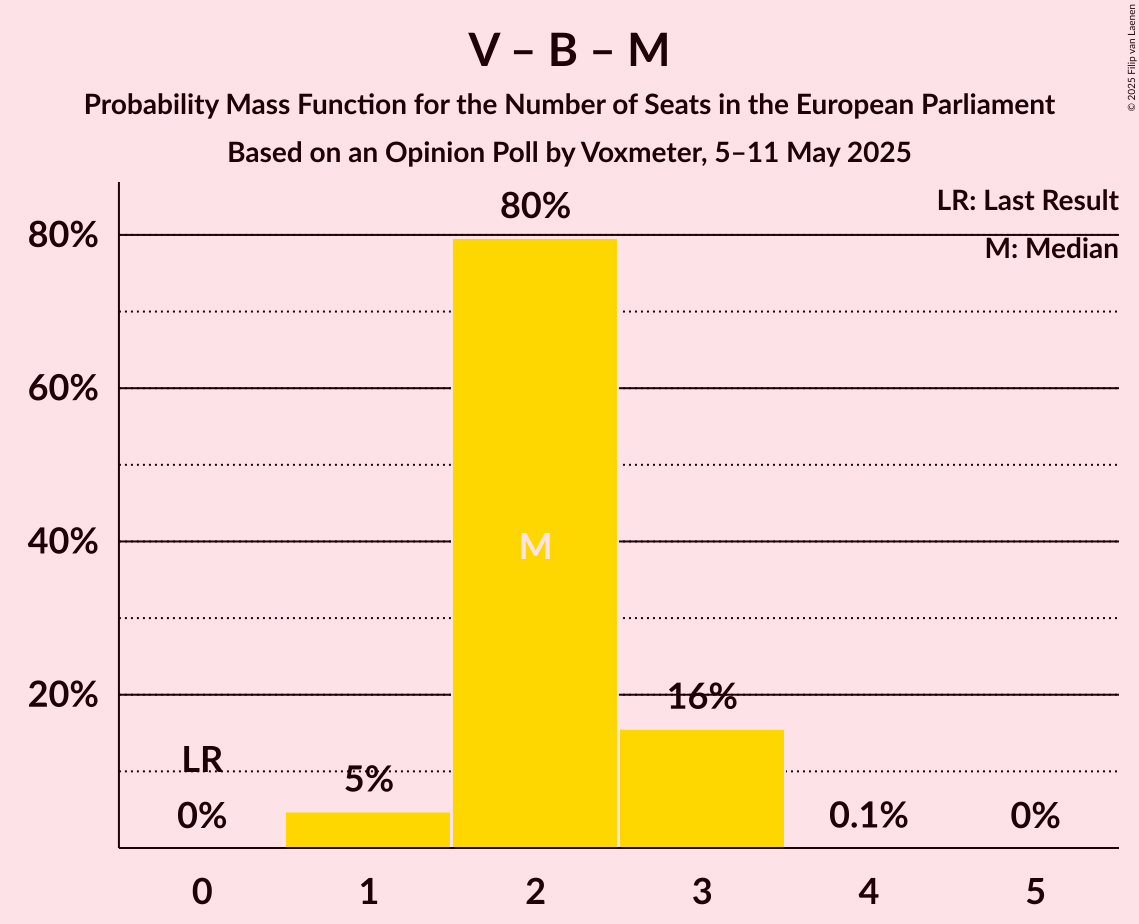 V – B – M
Probability Mass Function for the Number of Seats in the European Parliament
Based on an Opinion Poll by Voxmeter, 5–11 May 2025
© 2025 Filip van Laenen
LR: Last Result
M: Median
80%
60%
40%
20%
LR
0%
5%
80%
M
16%
0.1%
0%
0 1 2 3 4 5